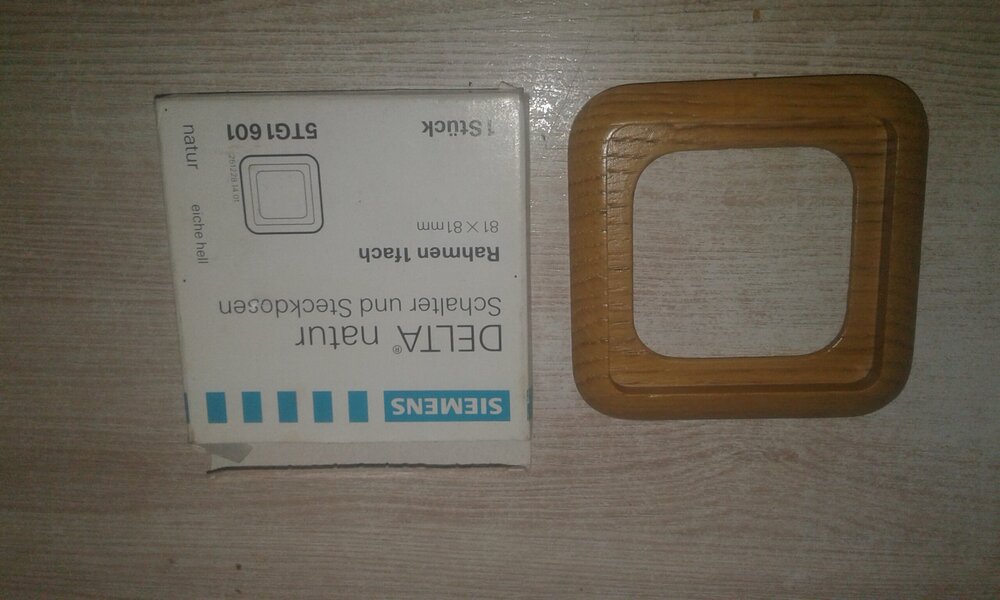 SIEMENS
DELTA® natur
Schalter und Steckdosen
Rahmen 1fach
81 × 81 mm
1 Stück
5TG1 601
natur
eiche hell